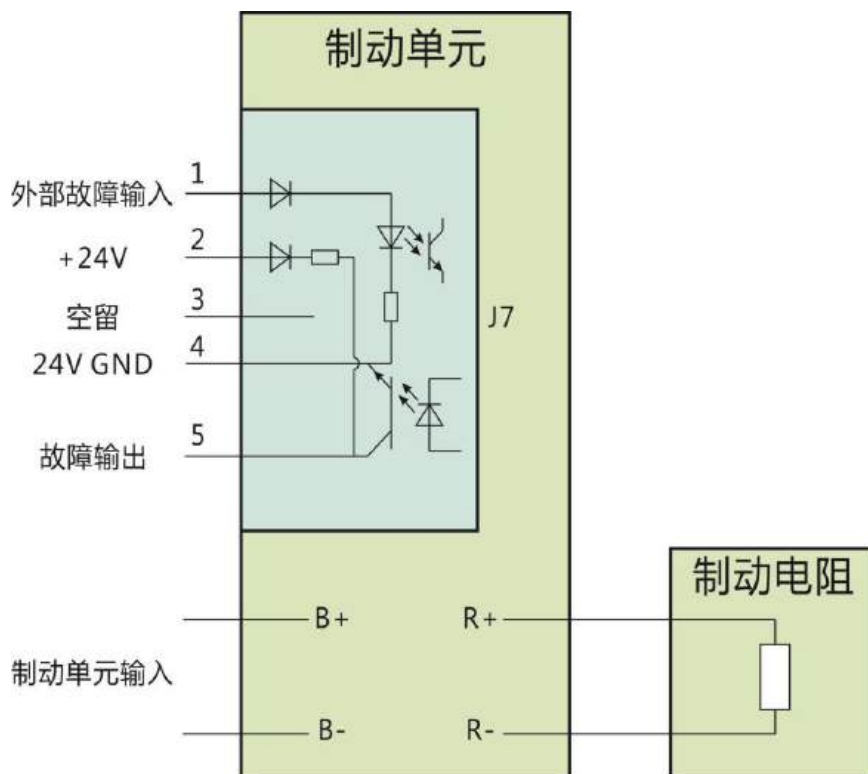 制动单元
外部故障输入 1
+24V 2
空留 3
24V GND 4
故障输出 5
J7
制动电阻
B+ R+
制动单元输入
B- R-